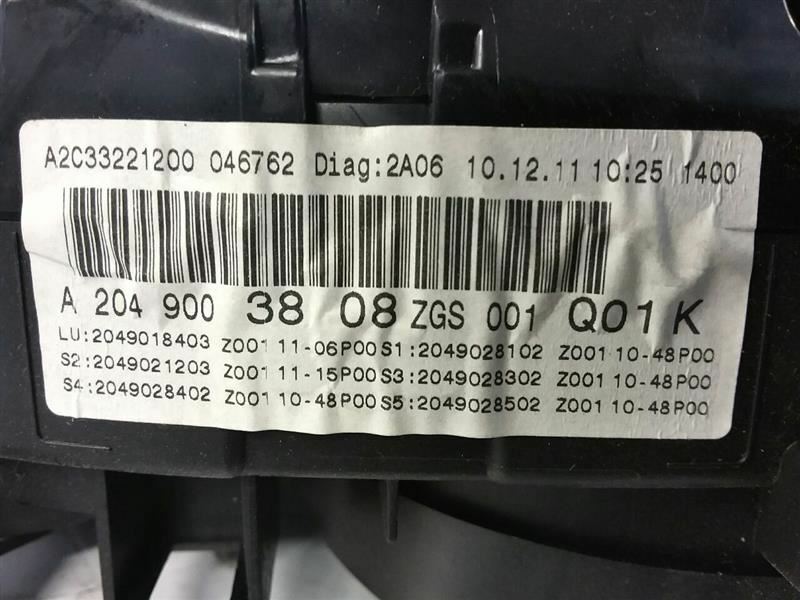 A2C33221200 046762 Diag:2A06 10.12.11 10:25 1400
A 204 900 38 08 ZGS 001 Q01K
LU:2049018403 Z001 11-06P00 S1:2049028102 Z001 10-48P00
S2:2049021203 Z001 11-15P00 S3:2049028302 Z001 10-48P00
S4:2049028402 Z001 10-48P00 S5:2049028502 Z001 10-48P00